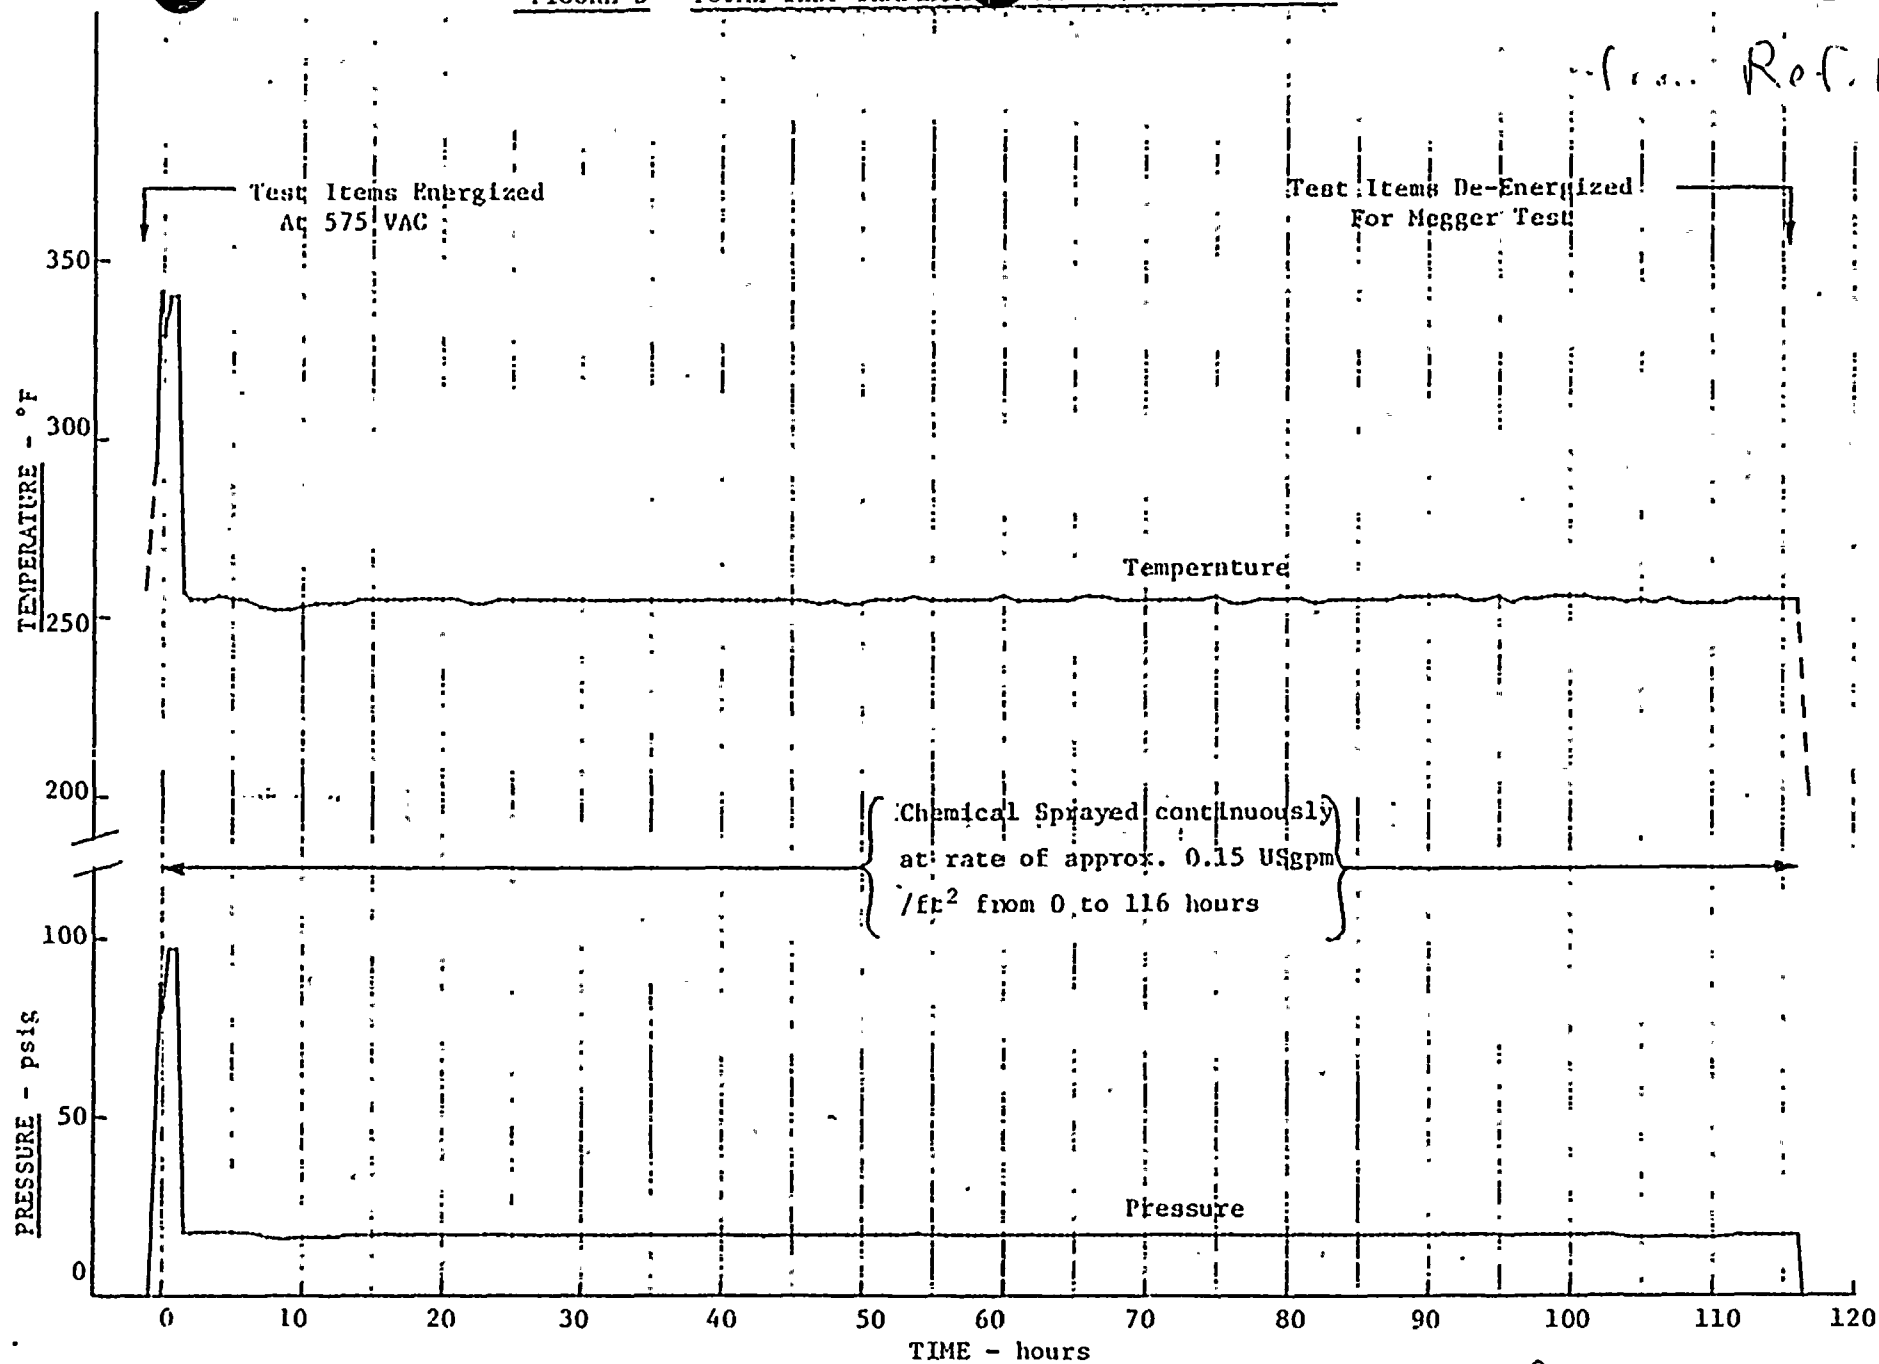 Ref.
Test Items Energized
At 575 VAC
Test Items De-Energized
For Megger Test
350
TEMPERATURE - °F
300
Temperature
250
200
Chemical Sprayed continuously
at rate of approx. 0.15 USgpm
/ft² from 0 to 116 hours
100
PRESSURE - psig
50
Pressure
0
0 10 20 30 40 50 60 70 80 90 100 110 120
TIME - hours